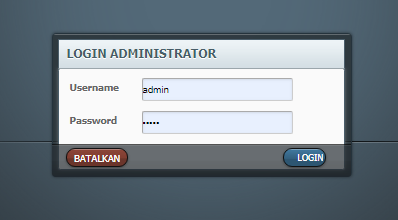 LOGIN ADMINISTRATOR
Username admin
Password •••••
BATALKAN LOGIN